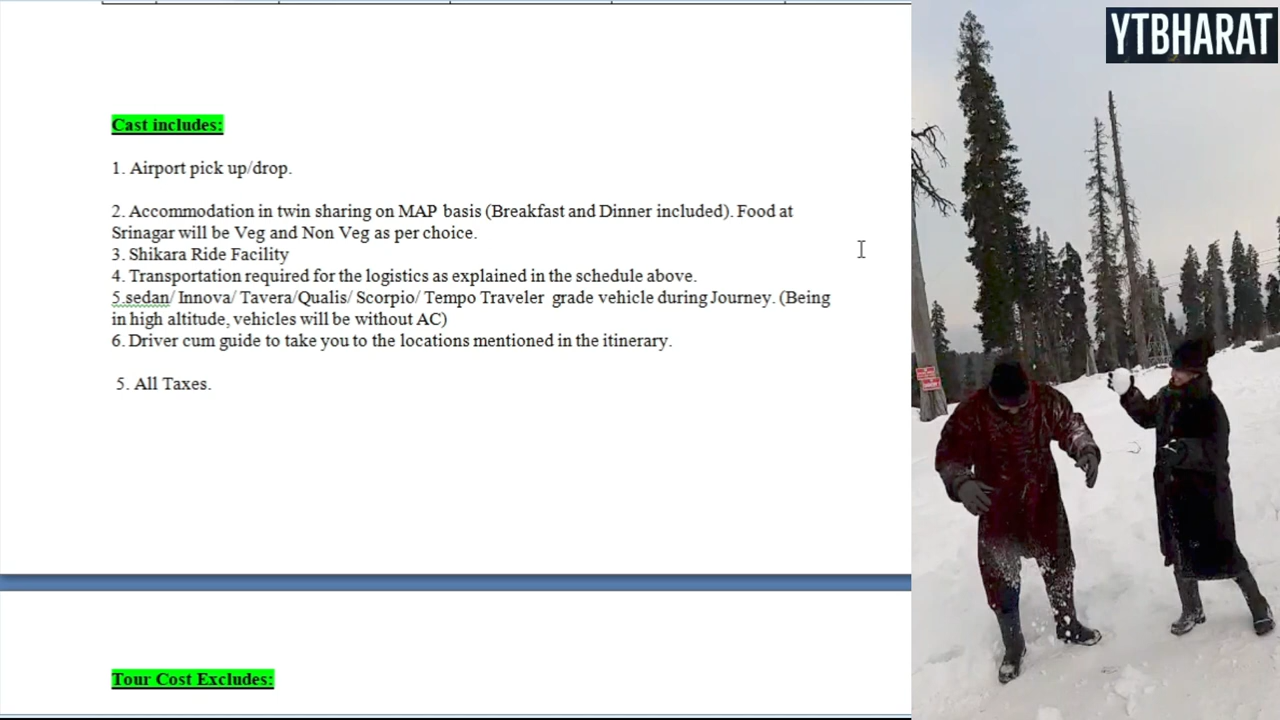 Cast includes:
1. Airport pick up/drop.
2. Accommodation in twin sharing on MAP basis (Breakfast and Dinner included). Food at
Srinagar will be Veg and Non Veg as per choice.
3. Shikara Ride Facility
4. Transportation required for the logistics as explained in the schedule above.
5.sedan/ Innova/ Tavera/Qualis/ Scorpio/ Tempo Traveler grade vehicle during Journey. (Being
in high altitude, vehicles will be without AC)
6. Driver cum guide to take you to the locations mentioned in the itinerary.
5. All Taxes.
Tour Cost Excludes:
YTBHARAT